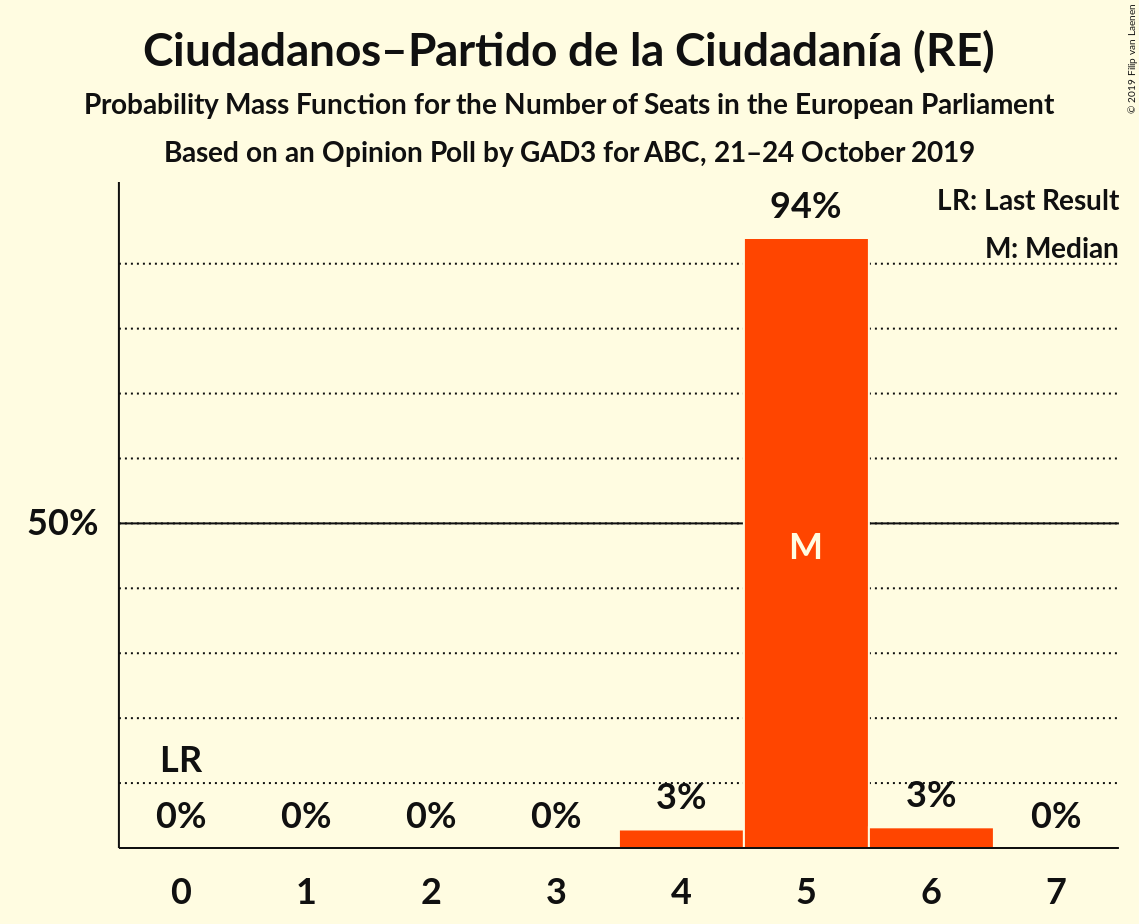 Ciudadanos–Partido de la Ciudadanía (RE)
Probability Mass Function for the Number of Seats in the European Parliament
Based on an Opinion Poll by GAD3 for ABC, 21–24 October 2019
© 2019 Filip van Laenen
LR: Last Result
M: Median
94%
50%
M
LR
0% 0% 0% 0% 3% 3% 0%
0 1 2 3 4 5 6 7